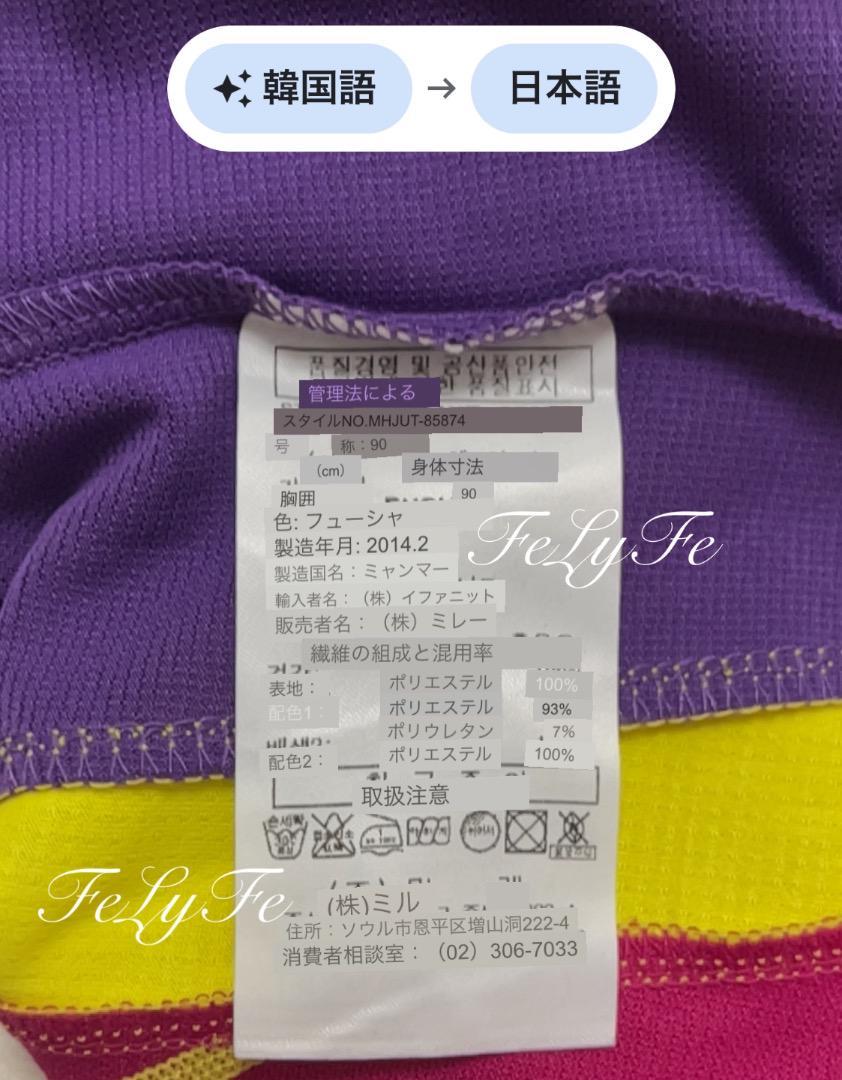 韓国語 → 日本語
품질경영 및 공산품안전
품질표시
管理法による
スタイルNO.MHJUT-85874
号 称：90
（cm） 身体寸法
胸囲 90
色: フューシャ
製造年月: 2014.2
製造国名：ミャンマー
輸入者名：（株）イファニット
販売者名：（株）ミレー
繊維の組成と混用率
表地： ポリエステル 100%
配色1： ポリエステル 93%
ポリウレタン 7%
配色2： ポリエステル 100%
取扱注意
(株)ミル
住所：ソウル市恩平区増山洞222-4
消費者相談室：（02）306-7033
FeLyFe
FeLyFe